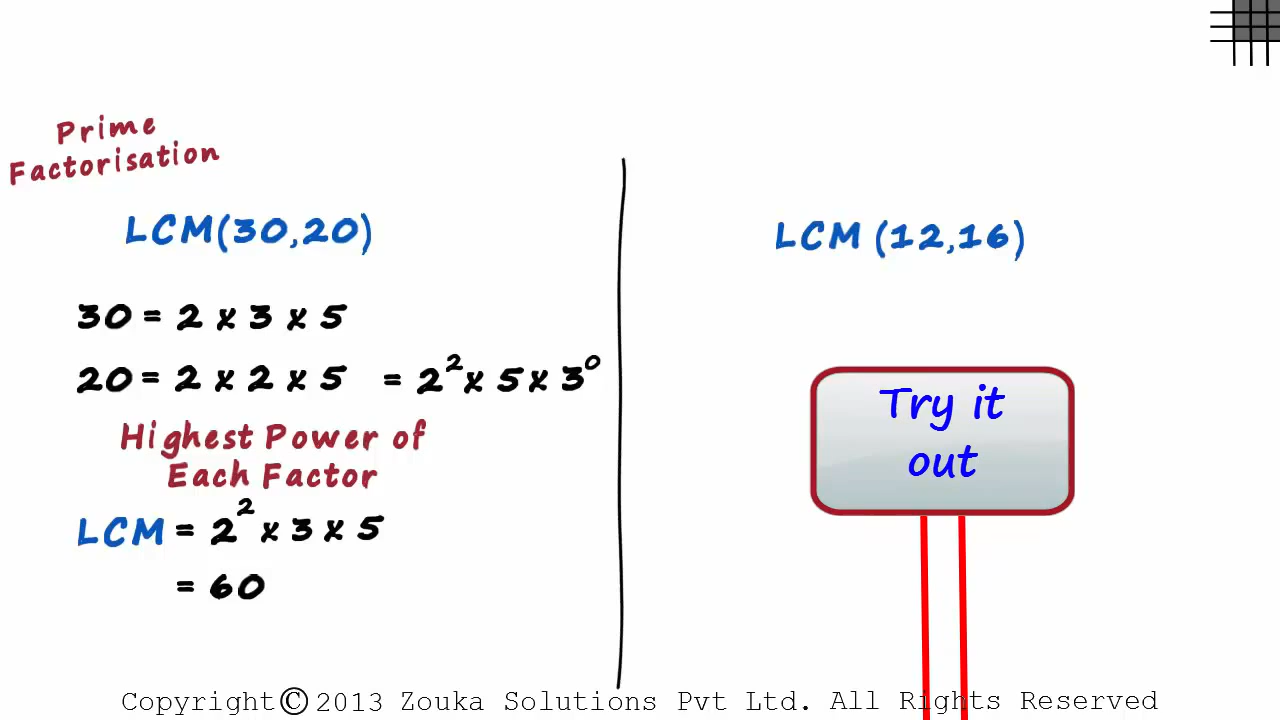 Prime
Factorisation
LCM(30,20)
30 = 2 x 3 x 5
20 = 2 x 2 x 5 = 2² x 5 x 3⁰
Highest Power of
Each Factor
LCM = 2² x 3 x 5
= 60
LCM (12,16)
Try it
out
Copyright © 2013 Zouka Solutions Pvt Ltd. All Rights Reserved